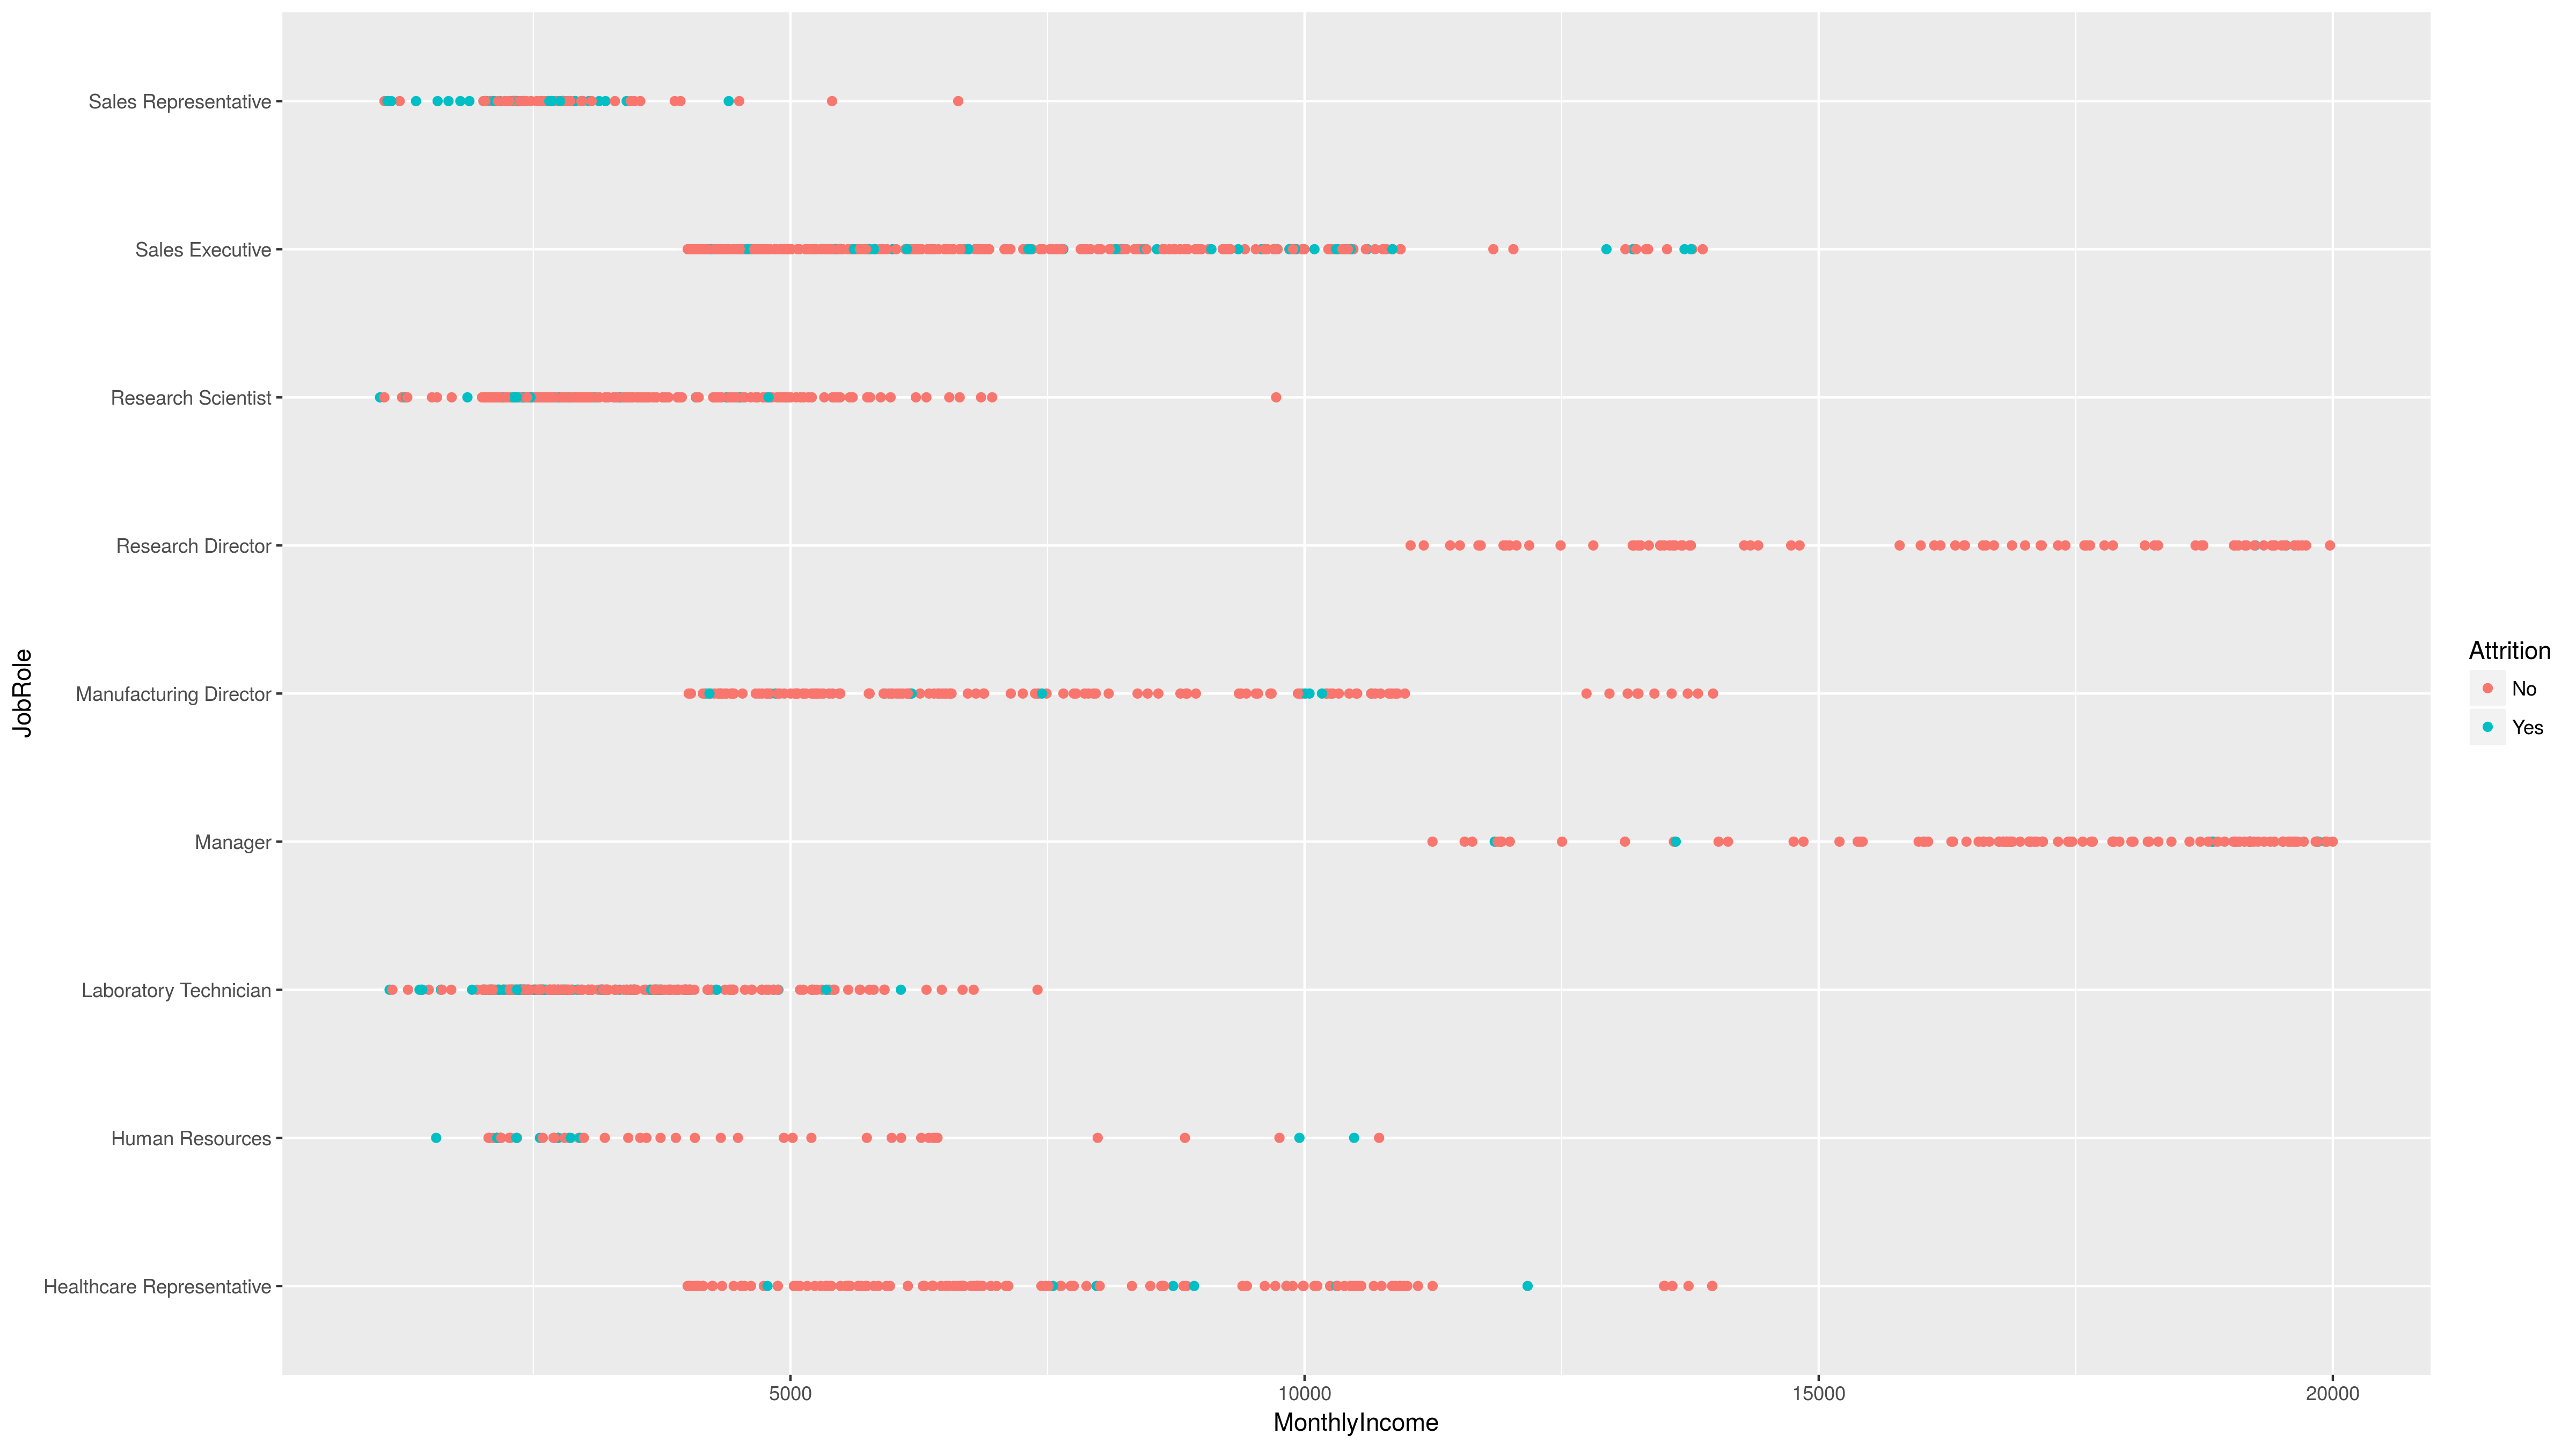 Sales Representative
Sales Executive
Research Scientist
Research Director
Manufacturing Director
Manager
Laboratory Technician
Human Resources
Healthcare Representative
JobRole
5000 10000 15000 20000
MonthlyIncome
Attrition
No
Yes